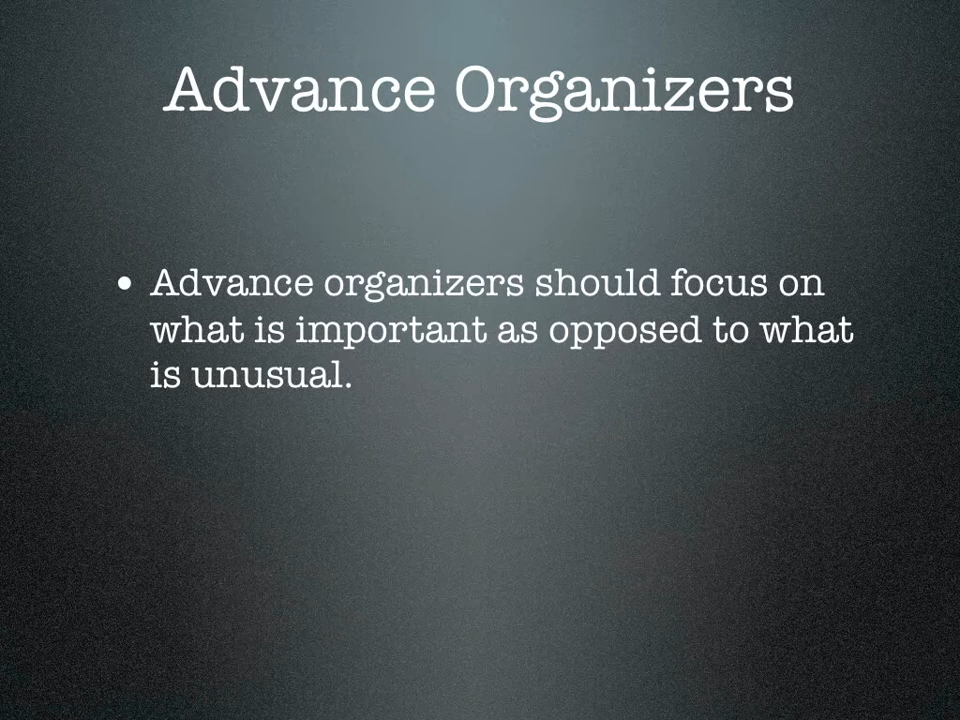 Advance Organizers
• Advance organizers should focus on
what is important as opposed to what
is unusual.